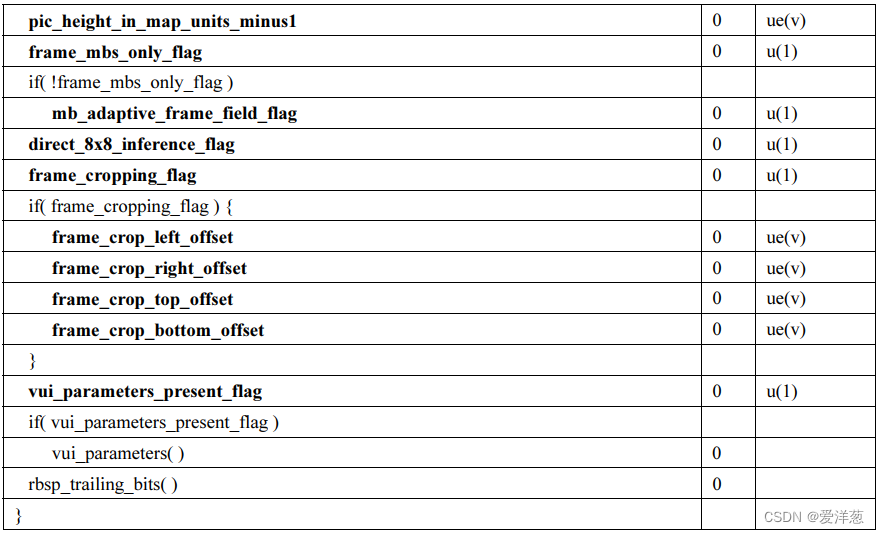 pic_height_in_map_units_minus1 0 ue(v)
frame_mbs_only_flag 0 u(1)
if( !frame_mbs_only_flag )
mb_adaptive_frame_field_flag 0 u(1)
direct_8x8_inference_flag 0 u(1)
frame_cropping_flag 0 u(1)
if( frame_cropping_flag ) {
frame_crop_left_offset 0 ue(v)
frame_crop_right_offset 0 ue(v)
frame_crop_top_offset 0 ue(v)
frame_crop_bottom_offset 0 ue(v)
}
vui_parameters_present_flag 0 u(1)
if( vui_parameters_present_flag )
vui_parameters( ) 0
rbsp_trailing_bits( ) 0
}
CSDN @爱洋葱